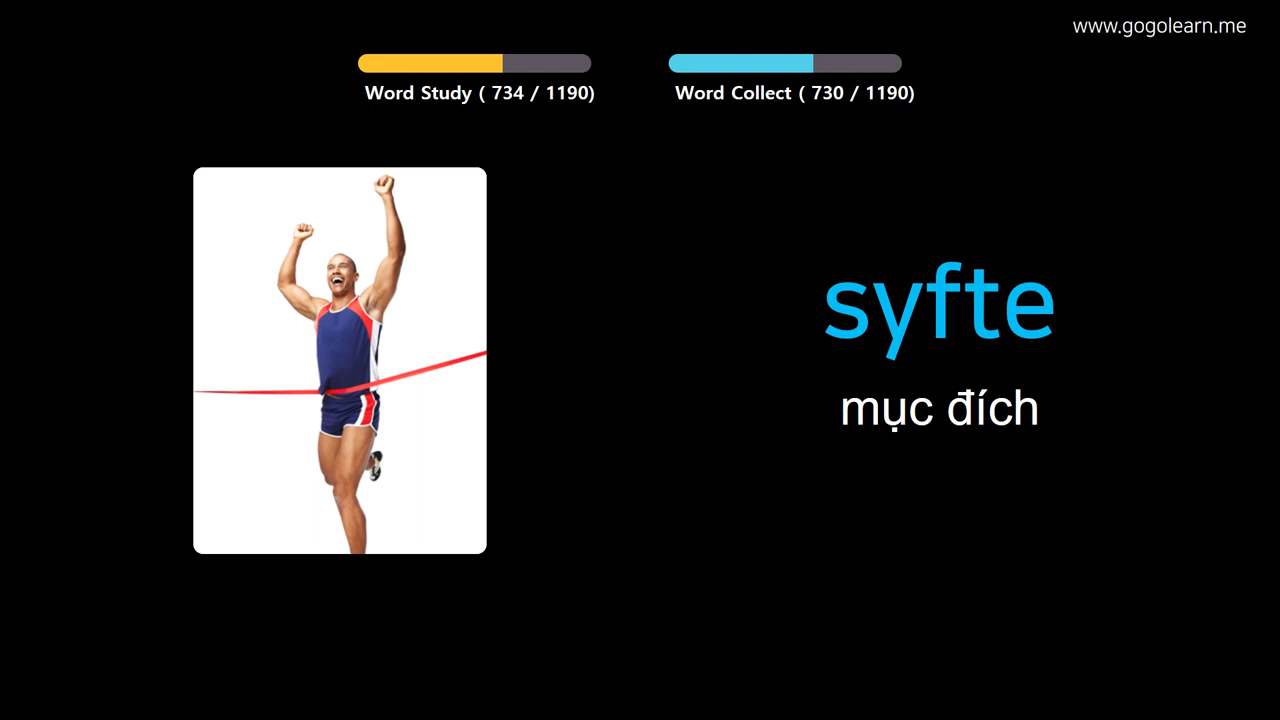 www.gogolearn.me
Word Study ( 734 / 1190)
Word Collect ( 730 / 1190)
syfte
mục đích